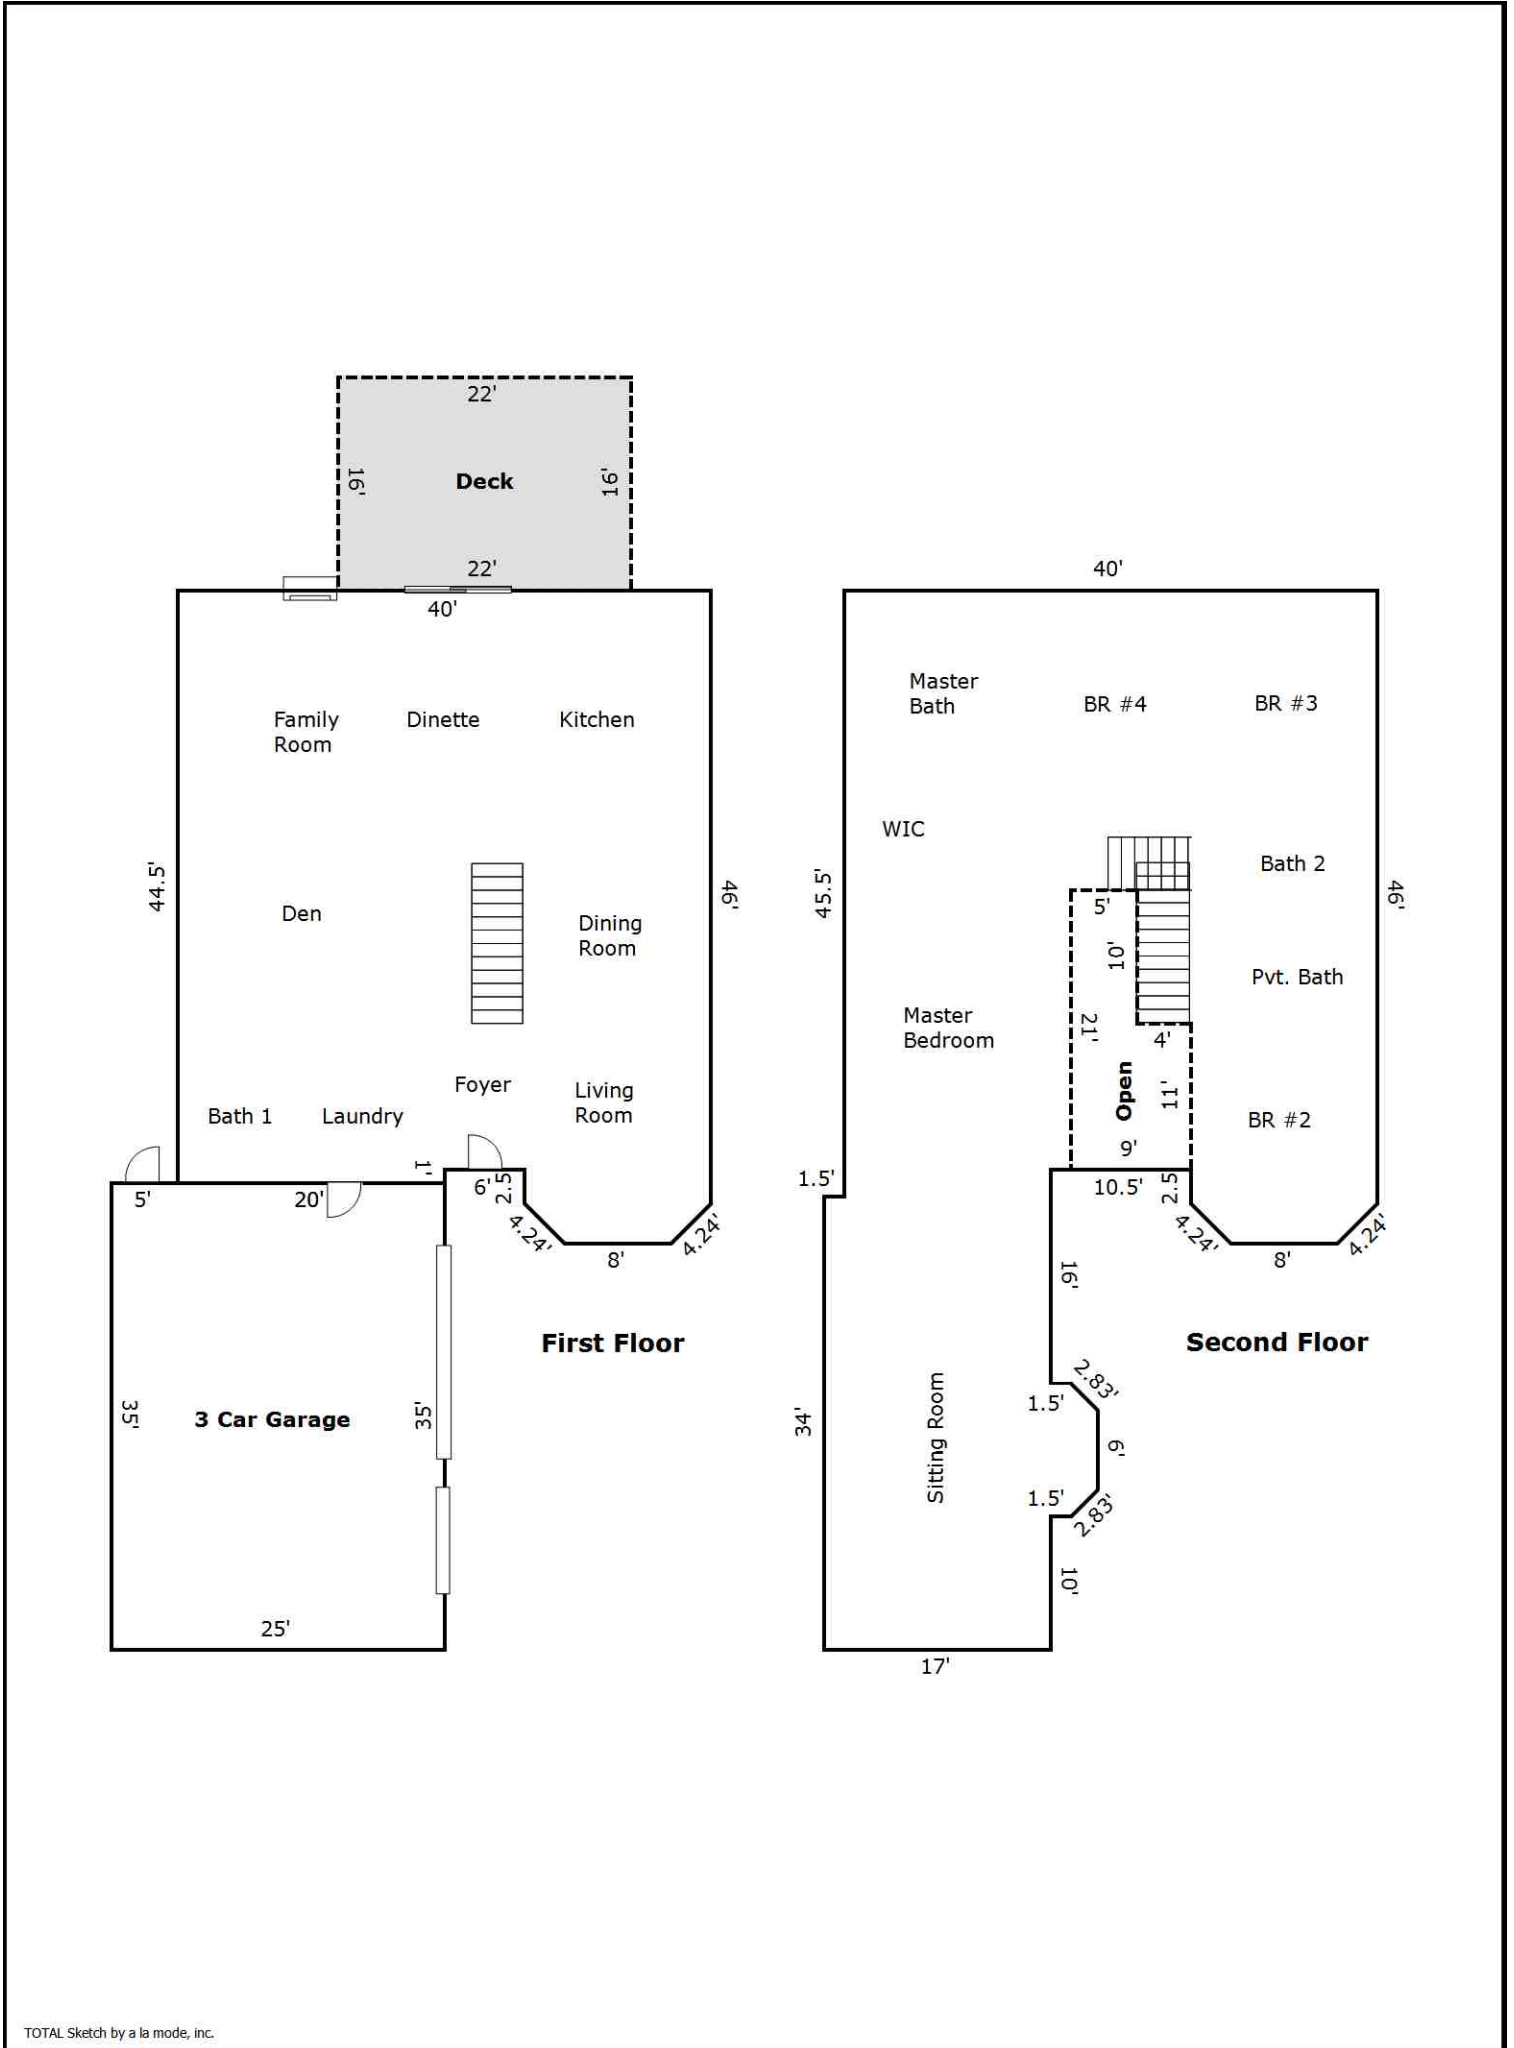 22'
16'
Deck
16'
22'
40'
40'
Family
Room
Dinette
Kitchen
44.5'
46'
Den
Dining
Room
Foyer
Living
Room
Bath 1
Laundry
1'
5'
20'
6'
2.5
4.24'
8'
4.24'
First Floor
35'
3 Car Garage
35'
25'
Master
Bath
BR #4
BR #3
WIC
Bath 2
45.5'
46'
5'
10'
Pvt. Bath
Master
Bedroom
21'
4'
Open
11'
BR #2
9'
1.5'
10.5'
2.5
4.24'
8'
4.24'
16'
Second Floor
2.83'
1.5'
34'
Sitting Room
6'
1.5'
2.83'
10'
17'
TOTAL Sketch by a la mode, inc.